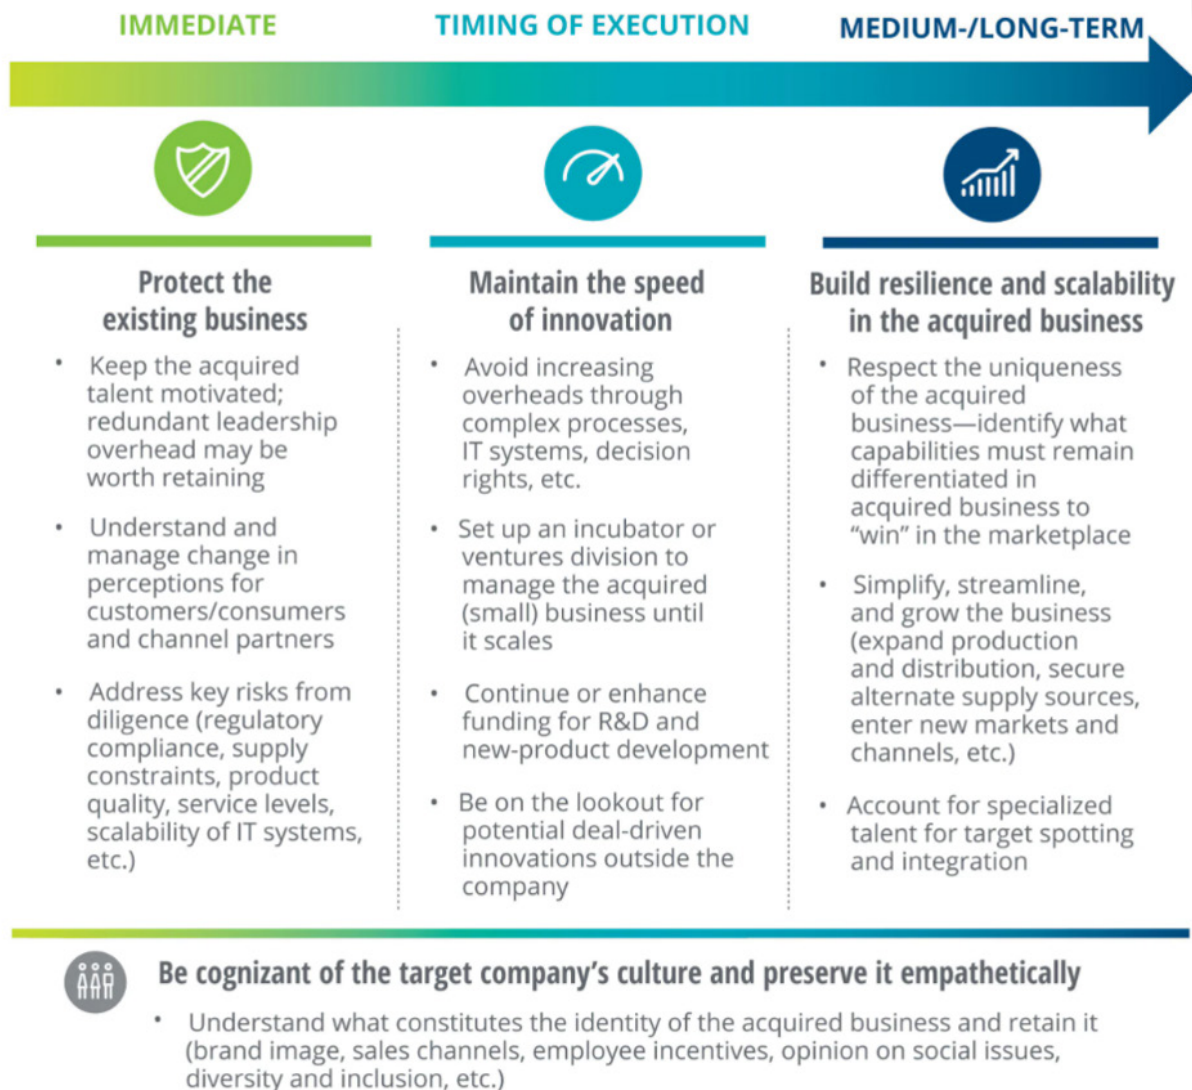 IMMEDIATE
TIMING OF EXECUTION
MEDIUM-/LONG-TERM
Protect the
existing business
• Keep the acquired
talent motivated;
redundant leadership
overhead may be
worth retaining
• Understand and
manage change in
perceptions for
customers/consumers
and channel partners
• Address key risks from
diligence (regulatory
compliance, supply
constraints, product
quality, service levels,
scalability of IT systems,
etc.)
Maintain the speed
of innovation
• Avoid increasing
overheads through
complex processes,
IT systems, decision
rights, etc.
• Set up an incubator or
ventures division to
manage the acquired
(small) business until
it scales
• Continue or enhance
funding for R&D and
new-product development
• Be on the lookout for
potential deal-driven
innovations outside the
company
Build resilience and scalability
in the acquired business
• Respect the uniqueness
of the acquired
business—identify what
capabilities must remain
differentiated in
acquired business to
“win” in the marketplace
• Simplify, streamline,
and grow the business
(expand production
and distribution, secure
alternate supply sources,
enter new markets and
channels, etc.)
• Account for specialized
talent for target spotting
and integration
Be cognizant of the target company’s culture and preserve it empathetically
• Understand what constitutes the identity of the acquired business and retain it
(brand image, sales channels, employee incentives, opinion on social issues,
diversity and inclusion, etc.)